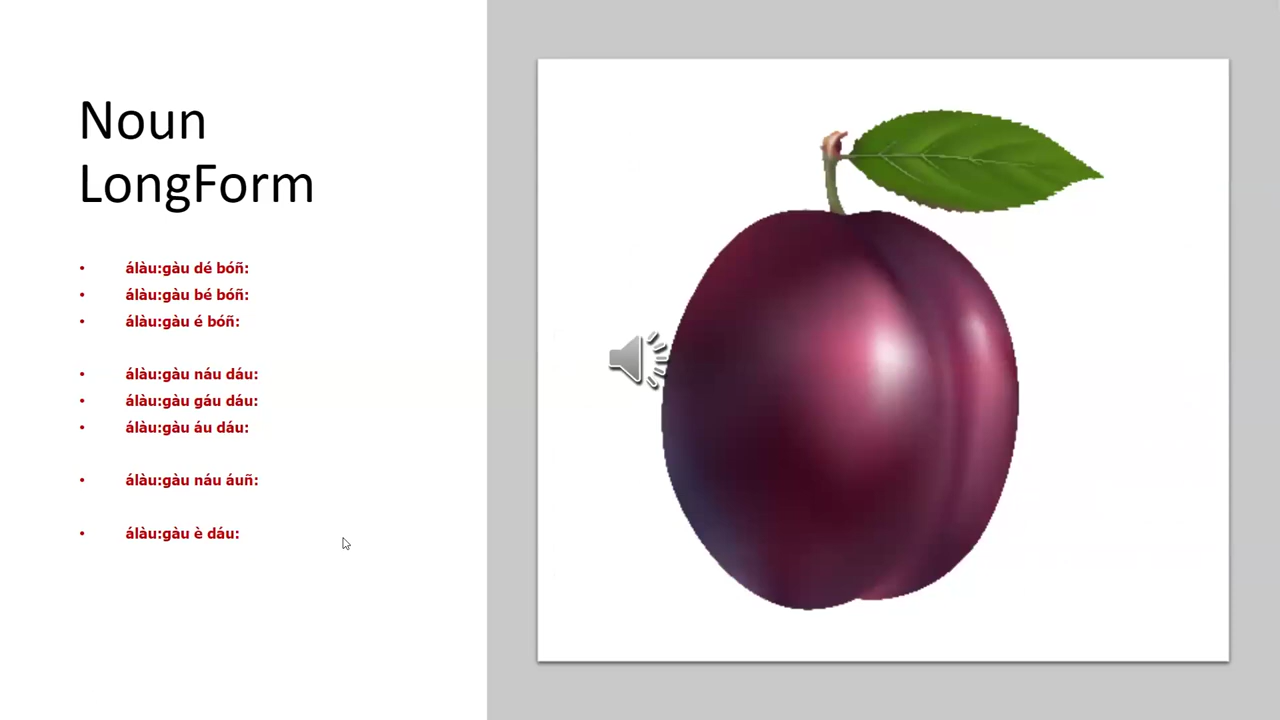 Noun
LongForm
• álàu:gàu dé bóñ:
• álàu:gàu bé bóñ:
• álàu:gàu é bóñ:
• álàu:gàu náu dáu:
• álàu:gàu gáu dáu:
• álàu:gàu áu dáu:
• álàu:gàu náu áuñ:
• álàu:gàu è dáu: